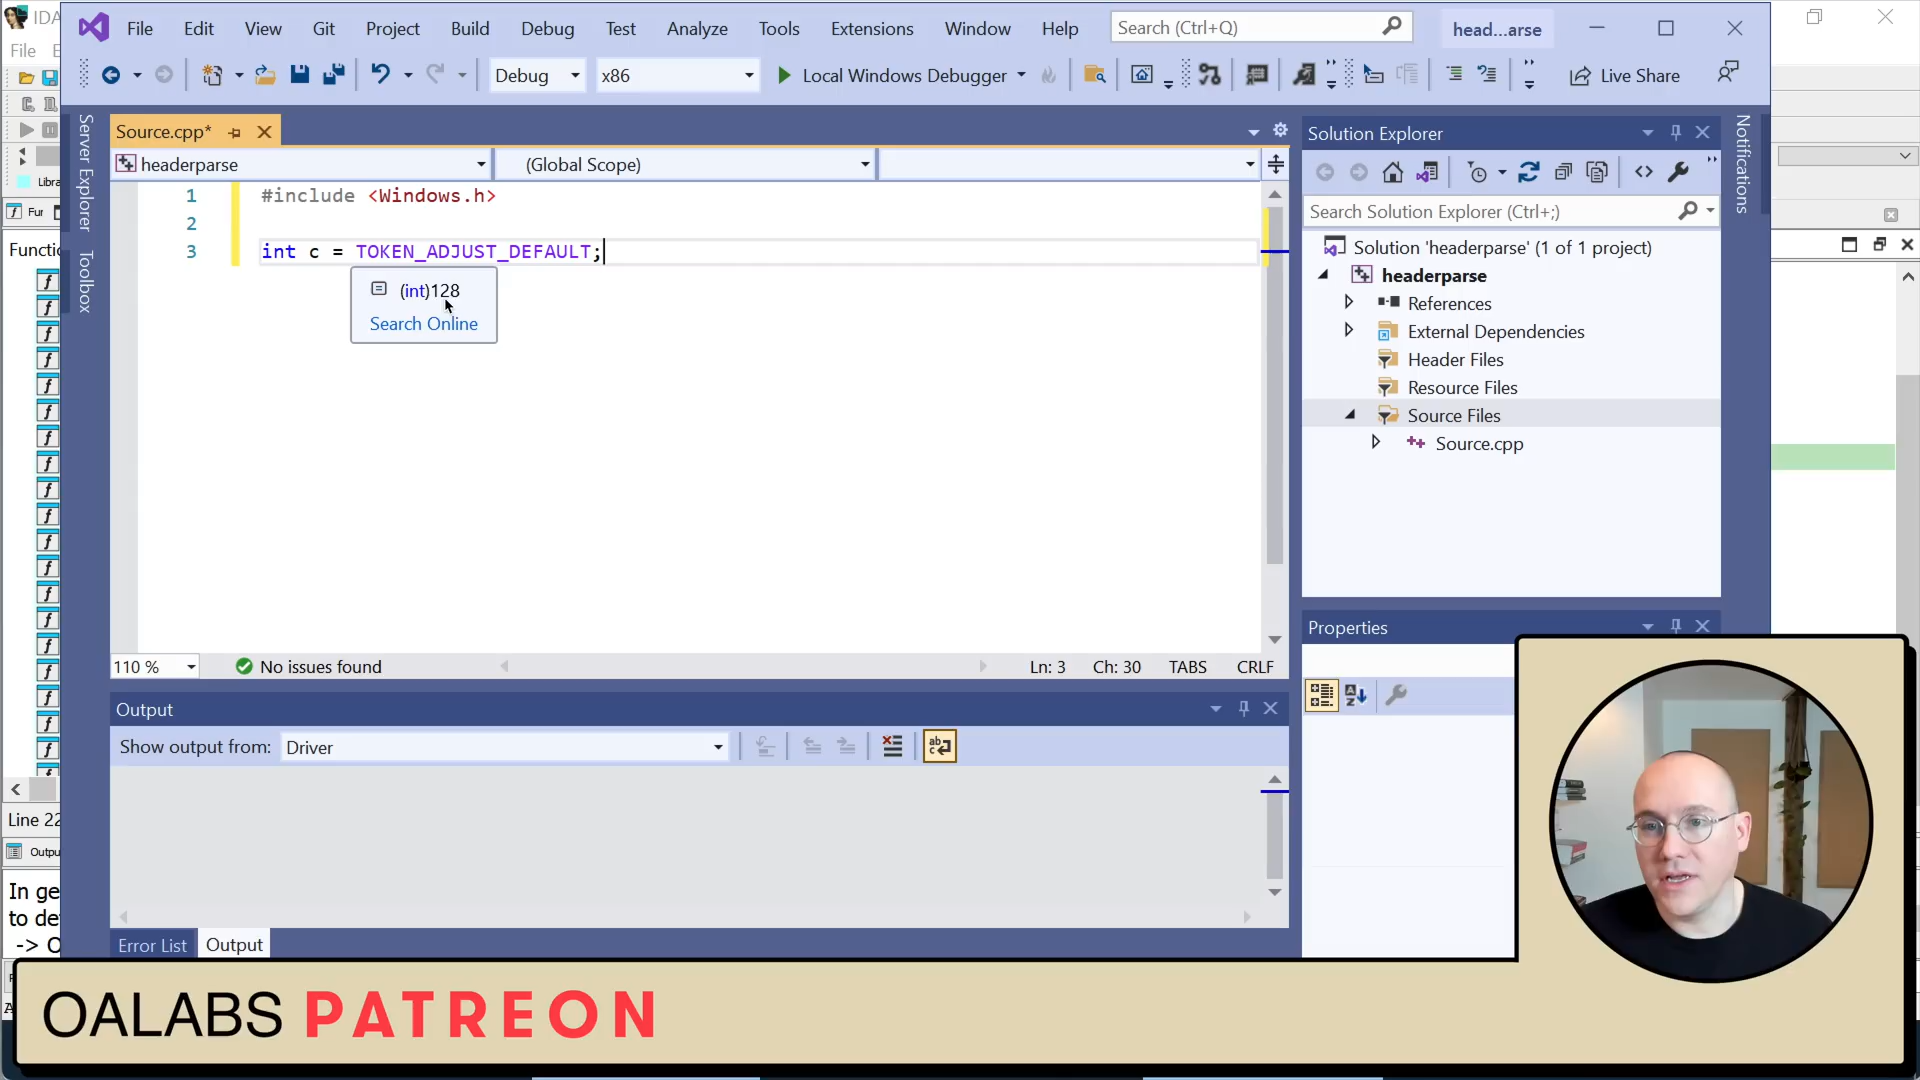 IDA
File
File Edit View Git Project Build Debug Test Analyze Tools Extensions Window Help
Search (Ctrl+Q)
head...arse
Debug
x86
Local Windows Debugger
Live Share
Server Explorer
Toolbox
Notifications
Source.cpp*
headerparse
(Global Scope)
1 #include <Windows.h>
2
3 int c = TOKEN_ADJUST_DEFAULT;
(int)128
Search Online
110 %
No issues found
Ln: 3 Ch: 30 TABS CRLF
Output
Show output from: Driver
Error List
Output
Solution Explorer
Search Solution Explorer (Ctrl+;)
Solution 'headerparse' (1 of 1 project)
headerparse
References
External Dependencies
Header Files
Resource Files
Source Files
Source.cpp
Properties
Libra
Fur
Functio
Line 22
Outpu
In ge
to de
-> O
OALABS PATREON